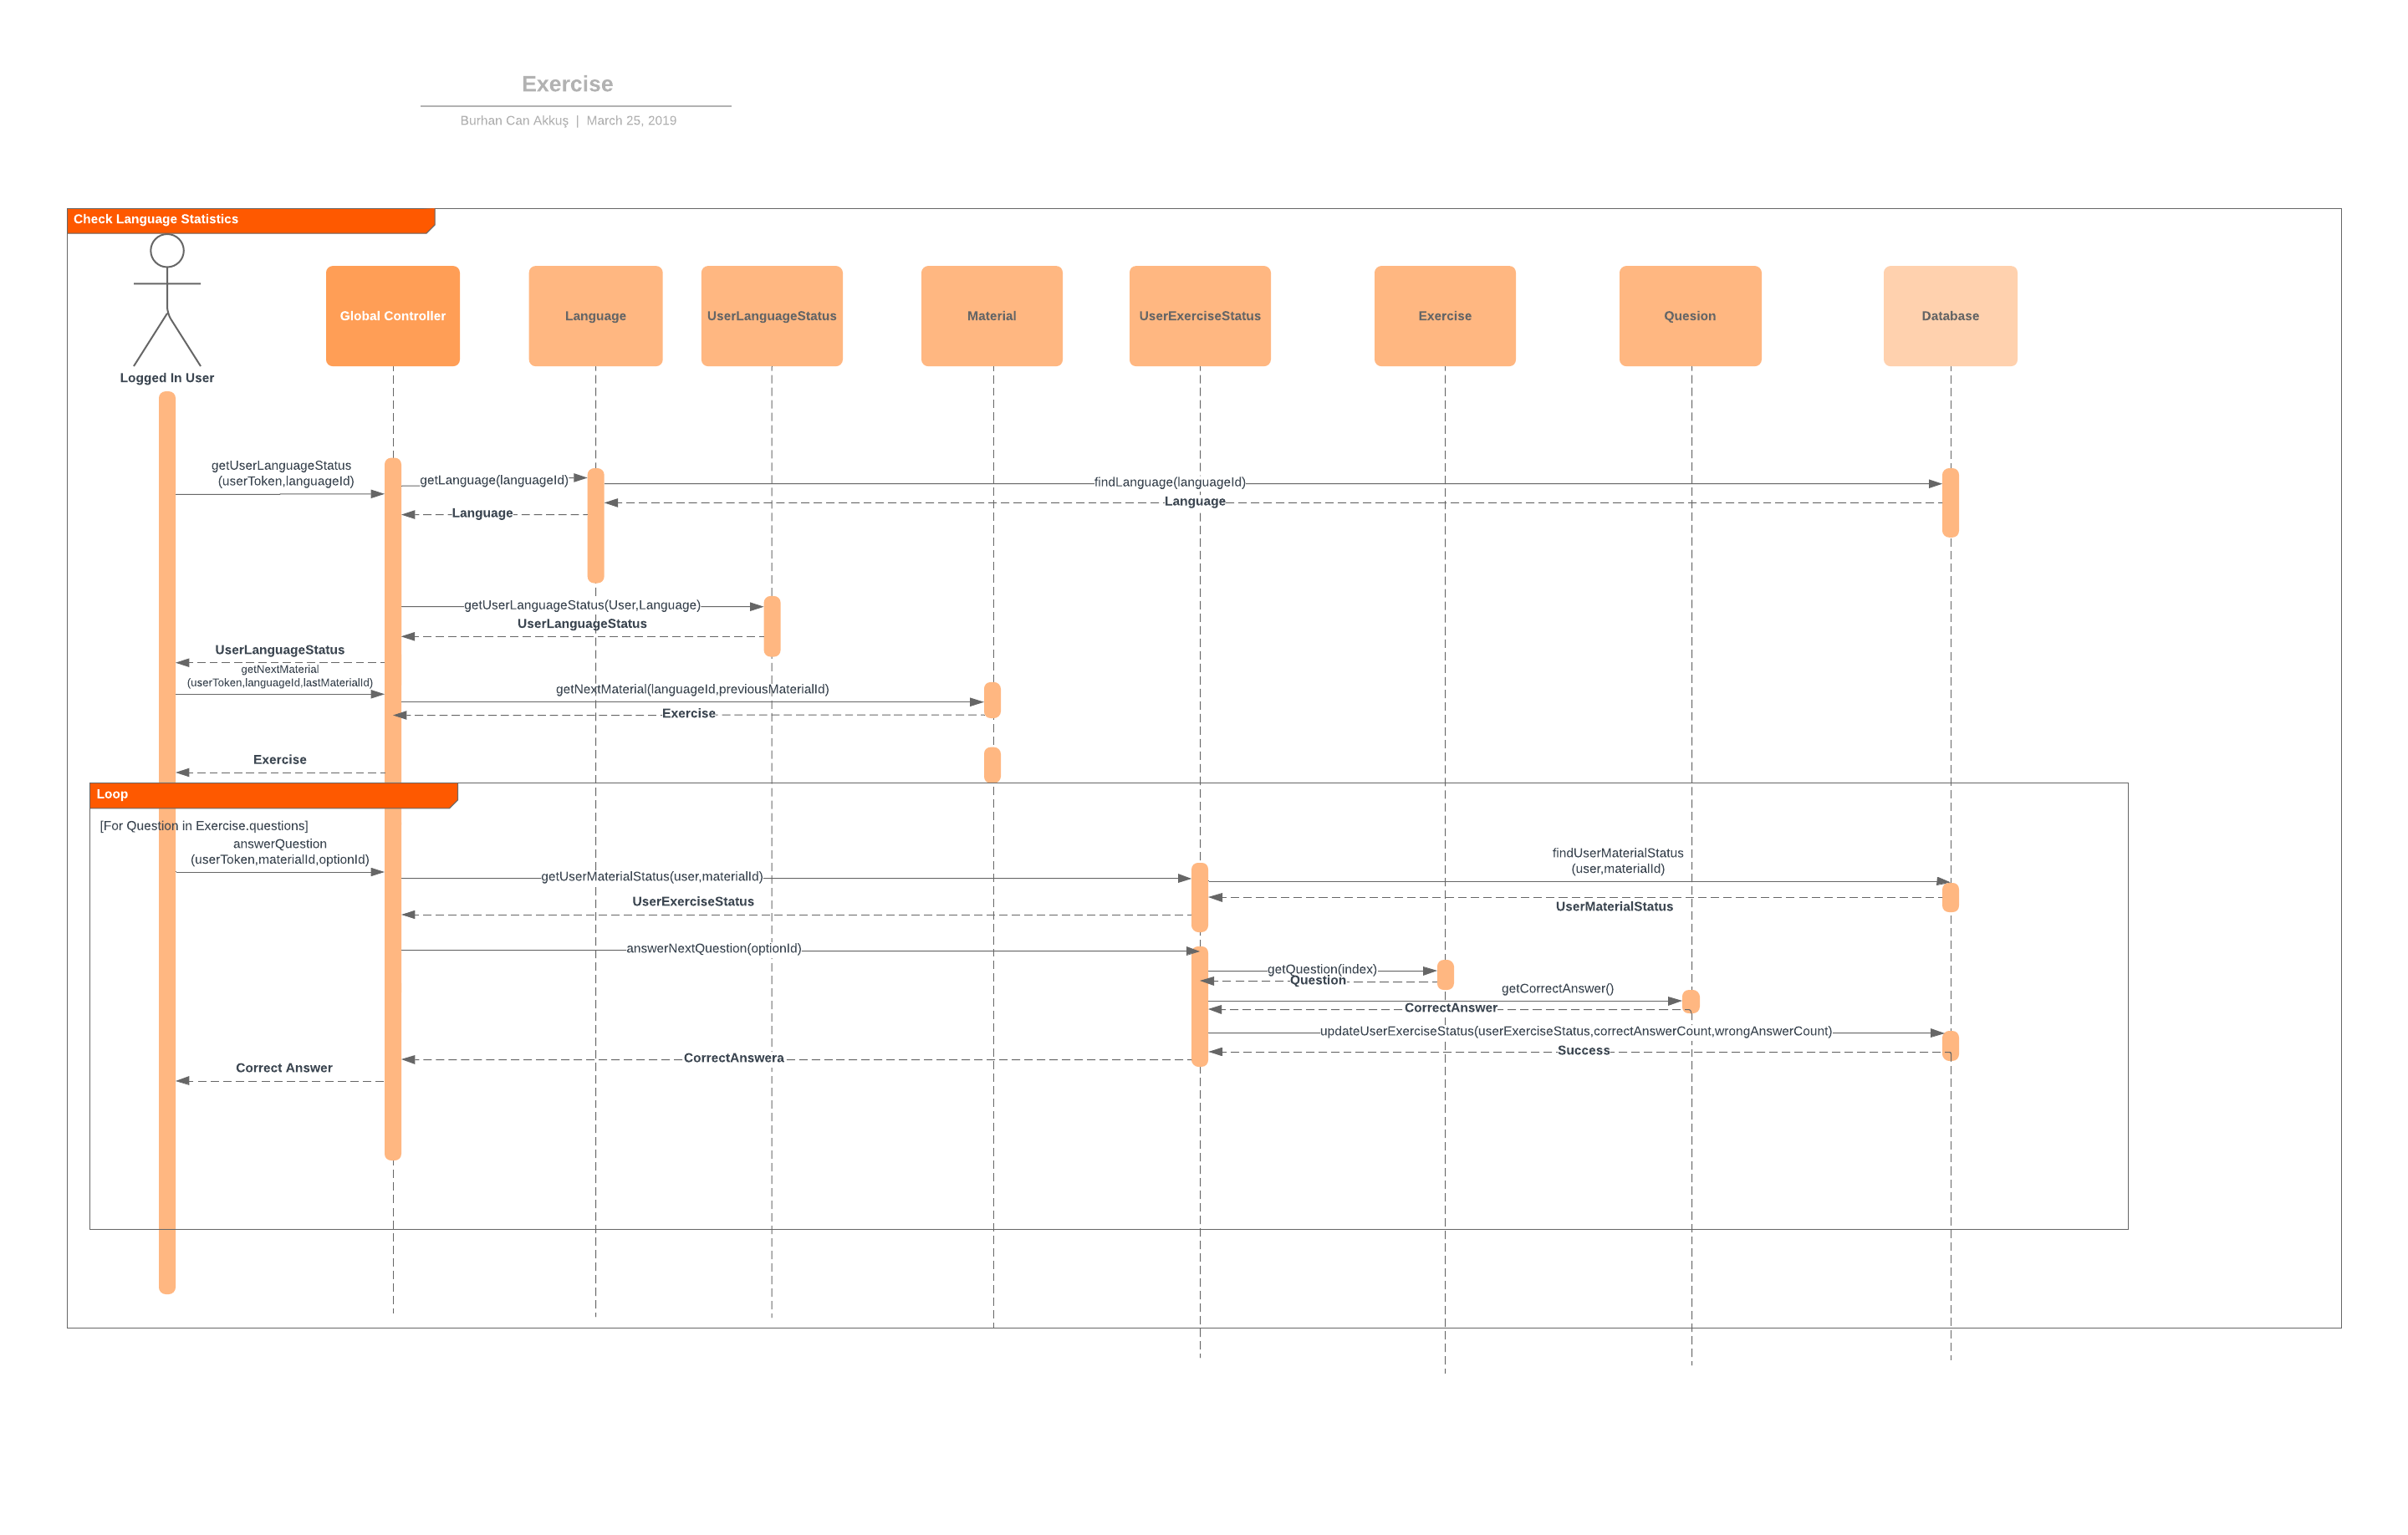 Exercise
Burhan Can Akkuş | March 25, 2019
Check Language Statistics
Logged In User
Global Controller
Language
UserLanguageStatus
Material
UserExerciseStatus
Exercise
Quesion
Database
getUserLanguageStatus
(userToken,languageId)
getLanguage(languageId)
findLanguage(languageId)
Language
Language
getUserLanguageStatus(User,Language)
UserLanguageStatus
UserLanguageStatus
getNextMaterial
(userToken,languageId,lastMaterialId)
getNextMaterial(languageId,previousMaterialId)
Exercise
Exercise
Loop
[For Question in Exercise.questions]
answerQuestion
(userToken,materialId,optionId)
getUserMaterialStatus(user,materialId)
findUserMaterialStatus
(user,materialId)
UserMaterialStatus
UserExerciseStatus
answerNextQuestion(optionId)
getQuestion(index)
Question
getCorrectAnswer()
CorrectAnswer
updateUserExerciseStatus(userExerciseStatus,correctAnswerCount,wrongAnswerCount)
Success
CorrectAnswera
Correct Answer